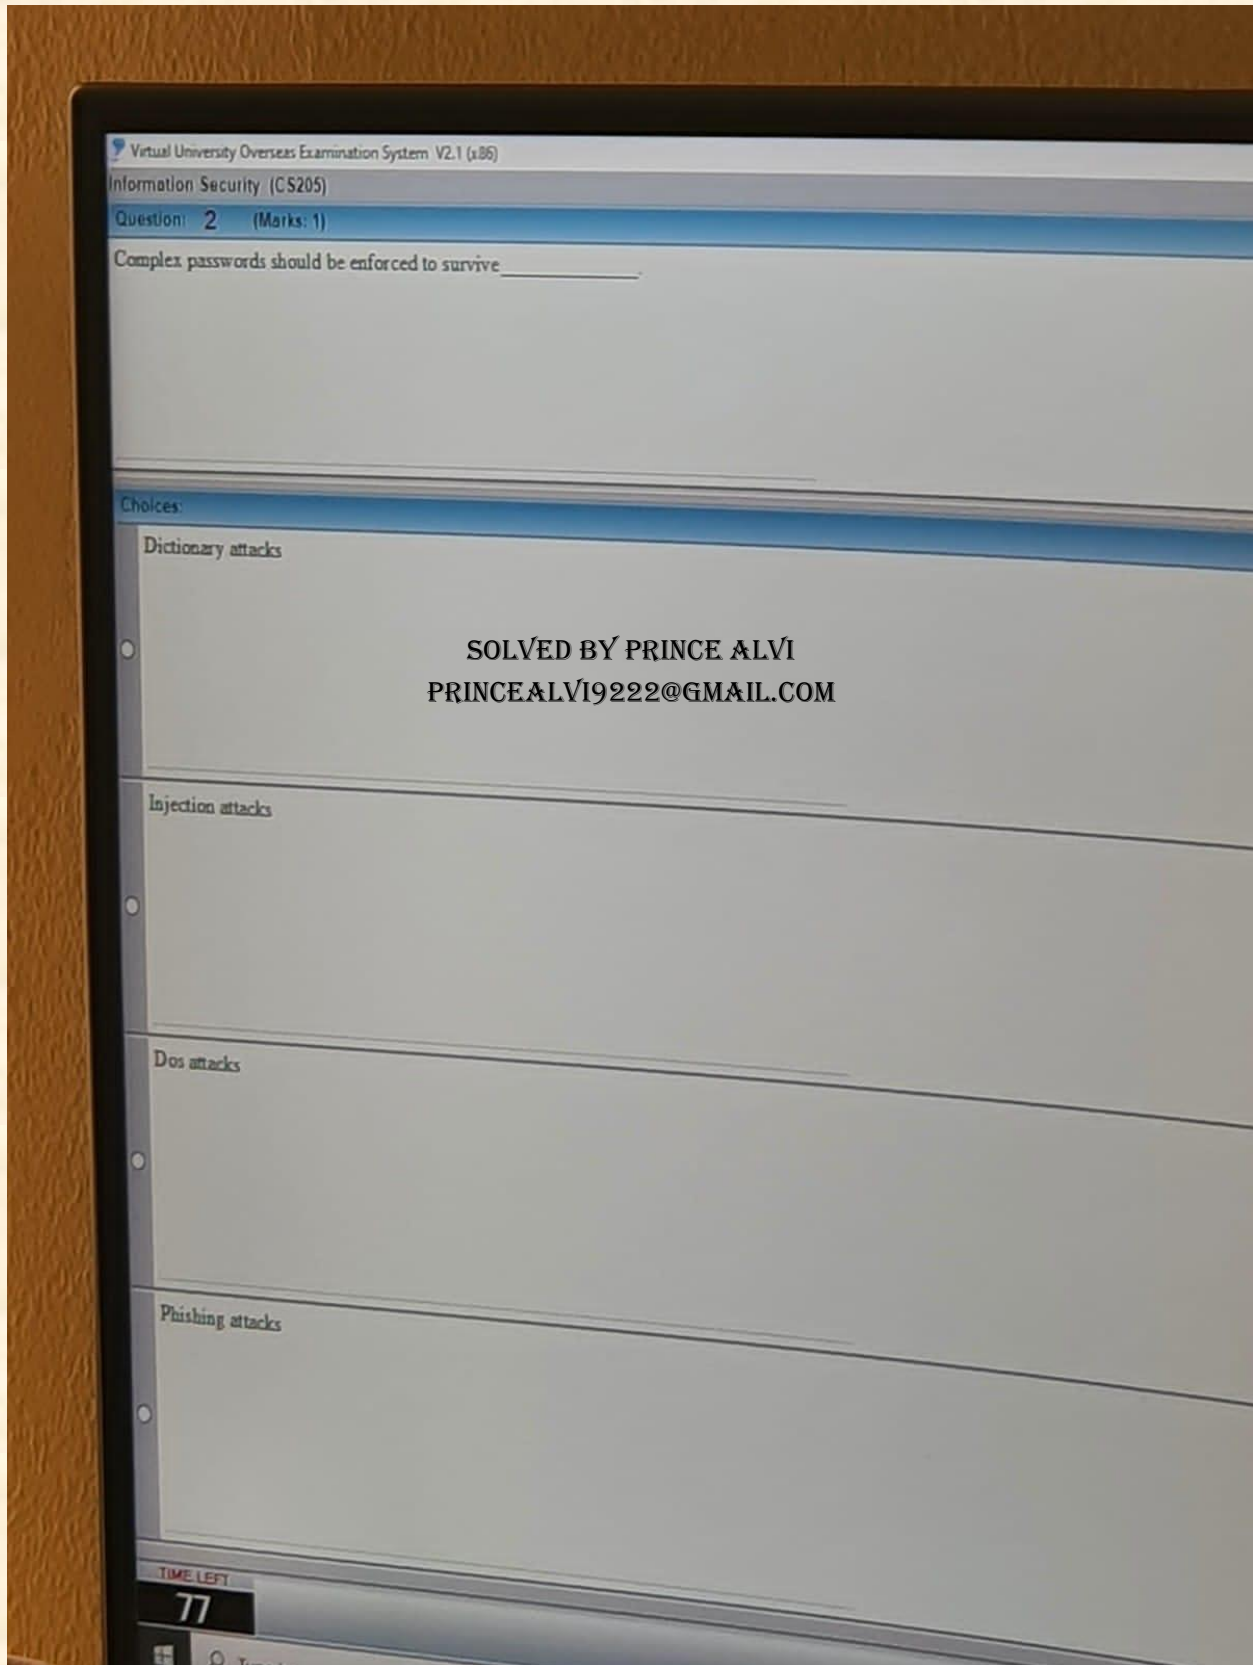 Virtual University Overseas Examination System V2.1 (x86)
Information Security (CS205)
Question: 2 (Marks: 1)
Complex passwords should be enforced to survive____________.
Choices:
Dictionary attacks
SOLVED BY PRINCE ALVI
PRINCEALVI9222@GMAIL.COM
Injection attacks
Dos attacks
Phishing attacks
TIME LEFT
77